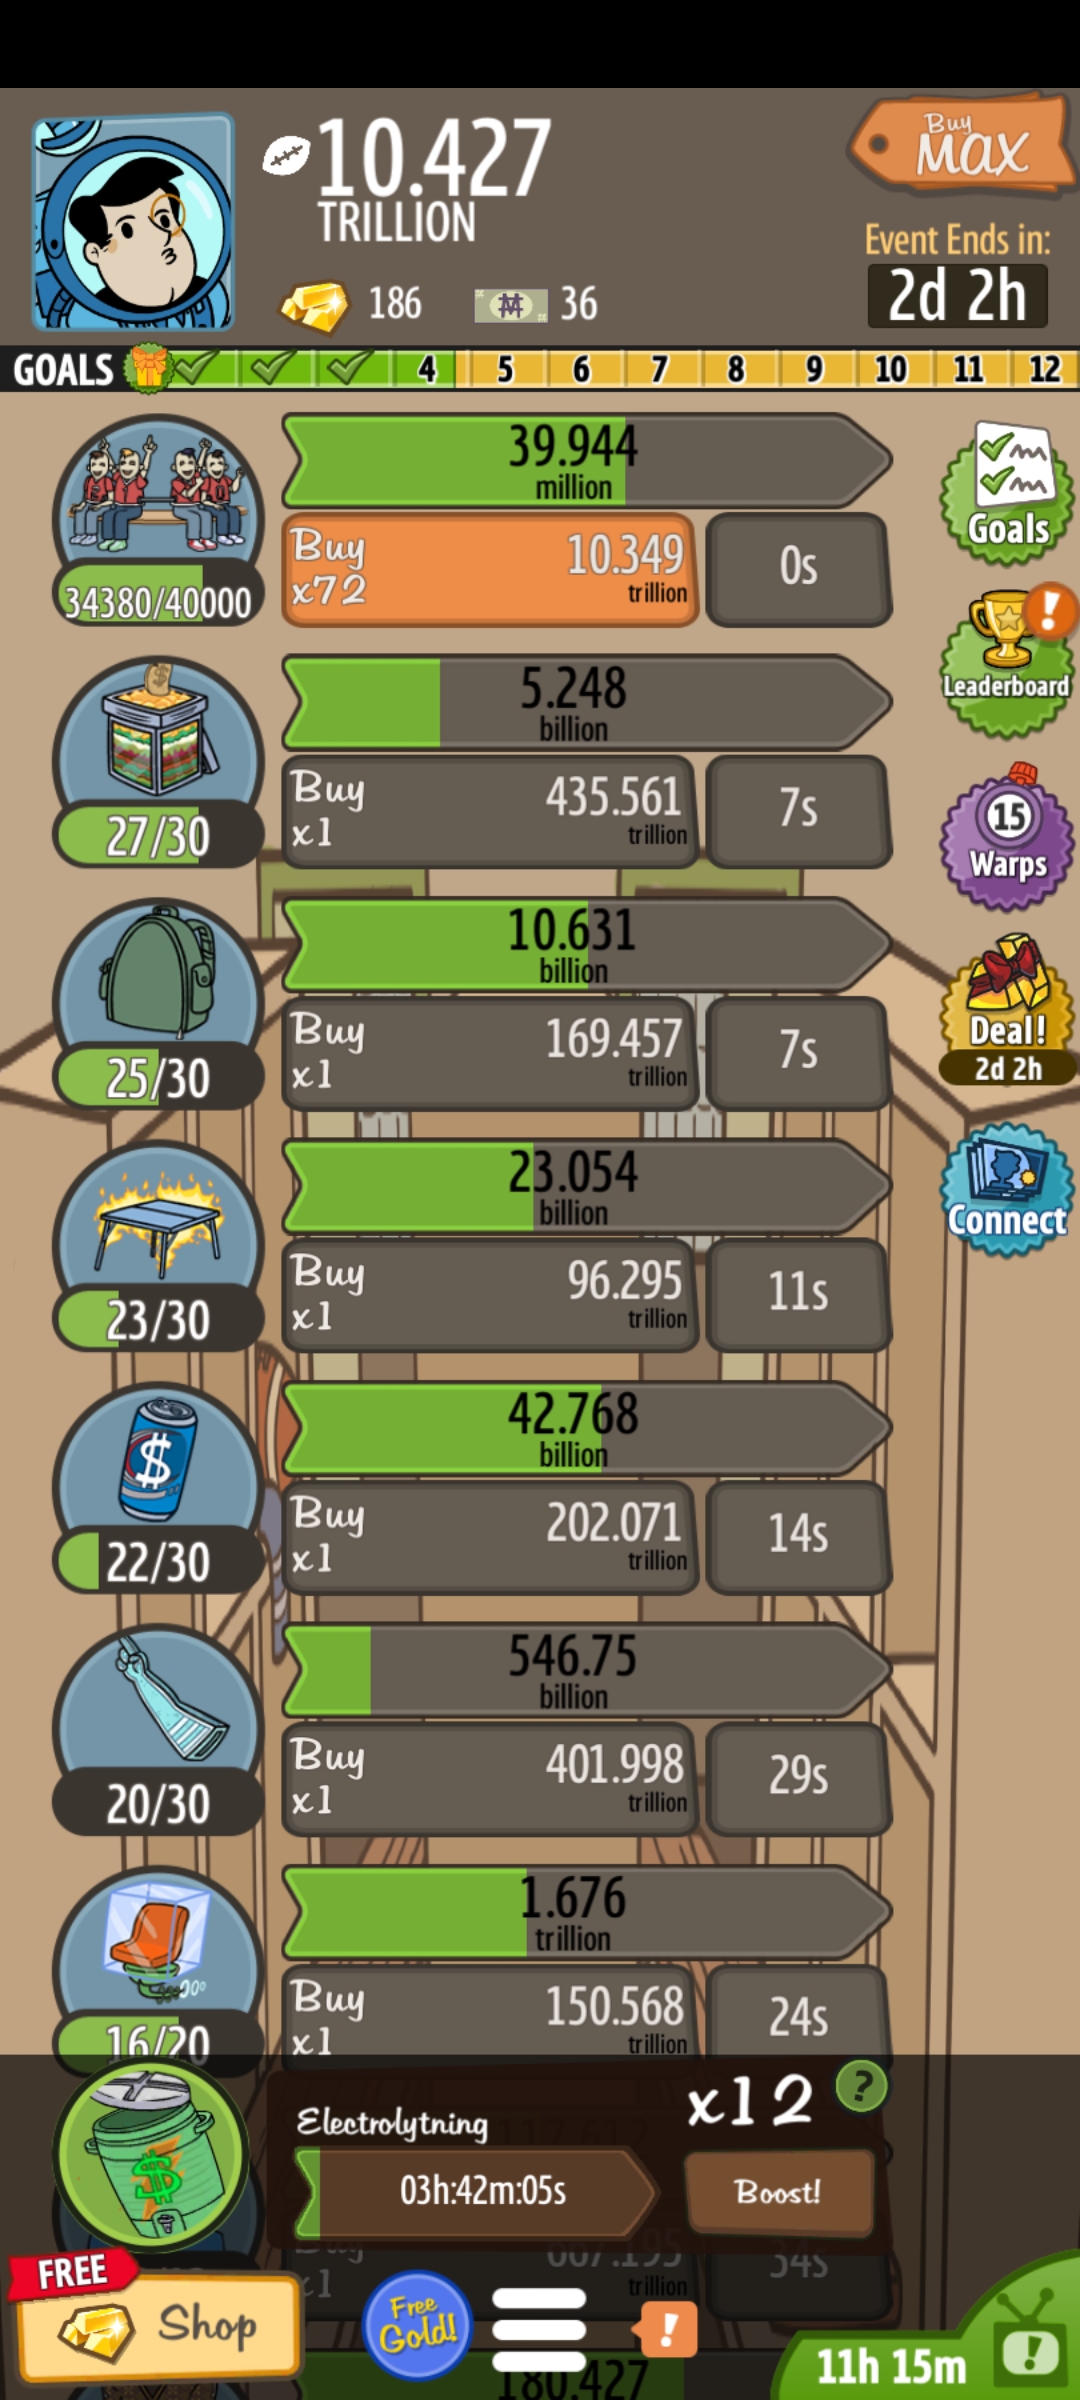 10.427
TRILLION
Buy
MAX
Event Ends in:
2d 2h
186
36
GOALS 4 5 6 7 8 9 10 11 12
39.944
million
34380/40000
Buy
x72
10.349
trillion
0s
Goals
Leaderboard
5.248
billion
27/30
Buy
x1
435.561
trillion
7s
15
Warps
10.631
billion
25/30
Buy
x1
169.457
trillion
7s
Deal!
2d 2h
23.054
billion
23/30
Buy
x1
96.295
trillion
11s
Connect
42.768
billion
22/30
Buy
x1
202.071
trillion
14s
546.75
billion
20/30
Buy
x1
401.998
trillion
29s
1.676
trillion
16/20
Buy
x1
150.568
trillion
24s
Electrolytning
x12
?
03h:42m:05s
Boost!
Buy
x1
667.195
trillion
34s
FREE
Shop
Free
Gold!
!
180.427
11h 15m